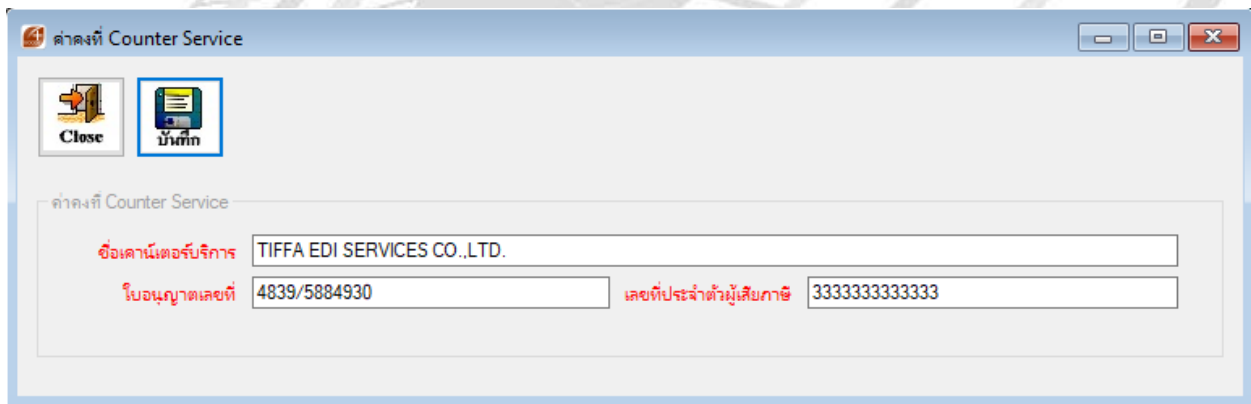 ค่าคงที่ Counter Service
Close
บันทึก
ค่าคงที่ Counter Service
ชื่อเคาน์เตอร์บริการ TIFFA EDI SERVICES CO.,LTD.
ใบอนุญาตเลขที่ 4839/5884930 เลขที่ประจำตัวผู้เสียภาษี 3333333333333